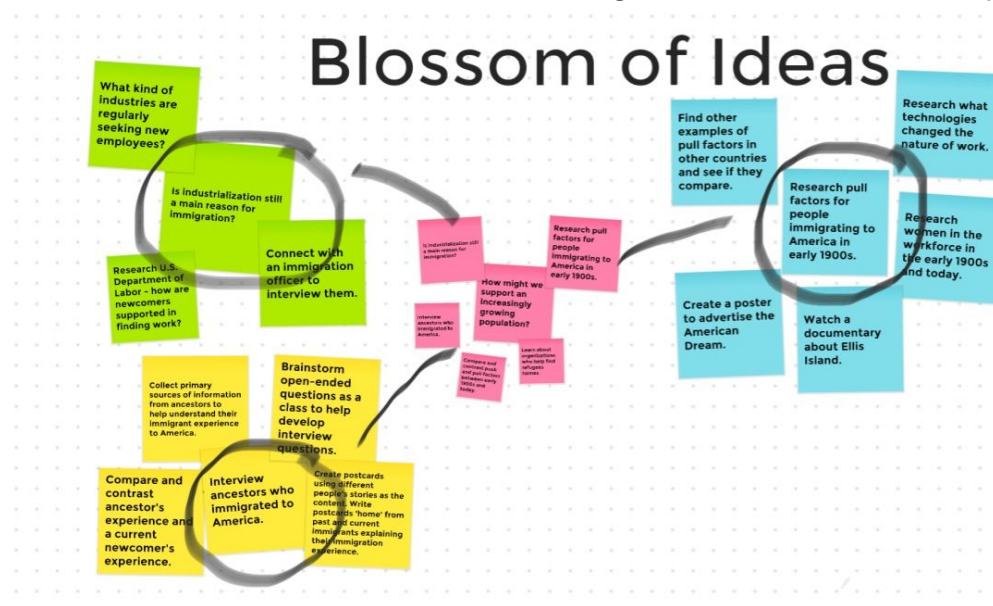 Blossom of Ideas
What kind of
industries are
regularly
seeking new
employees?
Is industrialization still
a main reason for
immigration?
Connect with
an immigration
officer to
interview them.
Research U.S.
Department of
Labor - how are
newcomers
supported in
finding work?
Is industrialization still
a main reason for
immigration?
Research pull
factors for
people
immigrating to
America in
early 1900s.
How might we
support an
increasingly
growing
population?
Interview
ancestors who
immigrated to
America.
Compare and
contrast push
and pull factors
between early
1900s and
today.
Learn about
organizations
who help find
refugees
homes
Find other
examples of
pull factors in
other countries
and see if they
compare.
Research what
technologies
changed the
nature of work.
Research pull
factors for
people
immigrating to
America in
early 1900s.
Research
women in the
workforce in
the early 1900s
and today.
Create a poster
to advertise the
American
Dream.
Watch a
documentary
about Ellis
Island.
Collect primary
sources of information
from ancestors to
help understand their
immigrant experience
to America.
Brainstorm
open-ended
questions as a
class to help
develop
interview
questions.
Compare and
contrast
ancestor's
experience and
a current
newcomer's
experience.
Interview
ancestors who
immigrated to
America.
Create postcards
using different
people's stories as the
content. Write
postcards 'home' from
past and current
immigrants explaining
their immigration
experience.